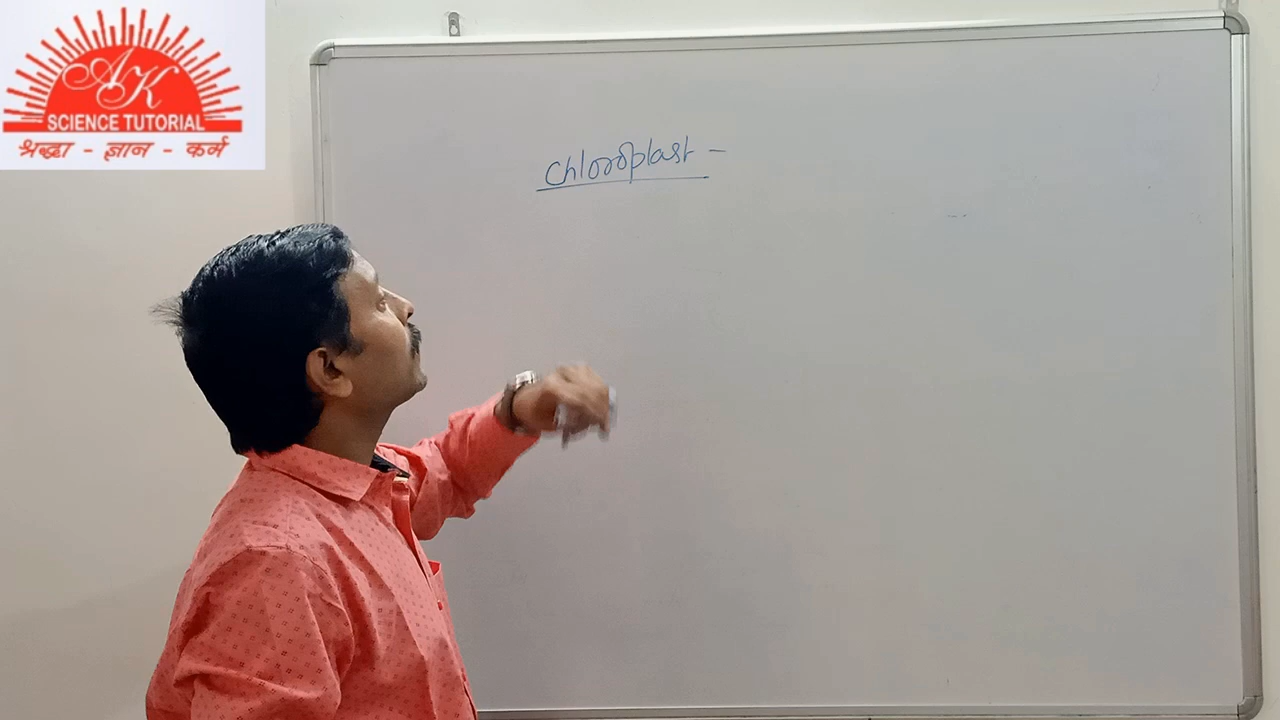 AK
SCIENCE TUTORIAL
श्रद्धा - ज्ञान - कर्म
Chloroplast -